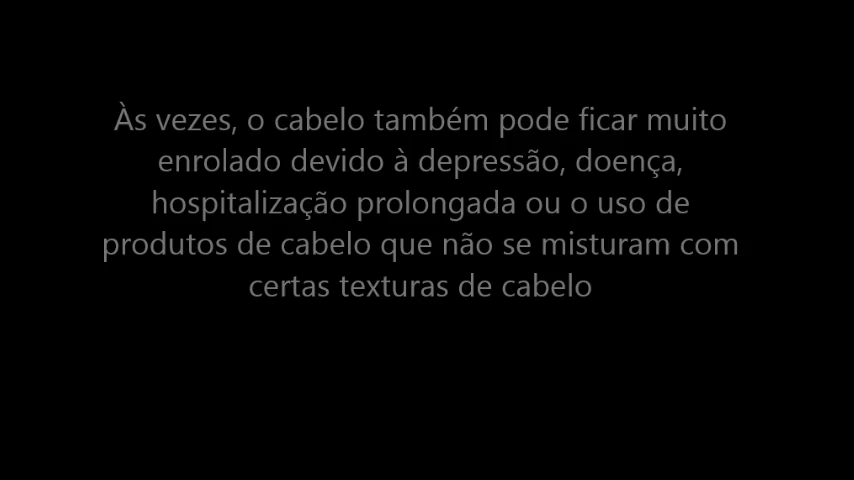 Às vezes, o cabelo também pode ficar muito
enrolado devido à depressão, doença,
hospitalização prolongada ou o uso de
produtos de cabelo que não se misturam com
certas texturas de cabelo